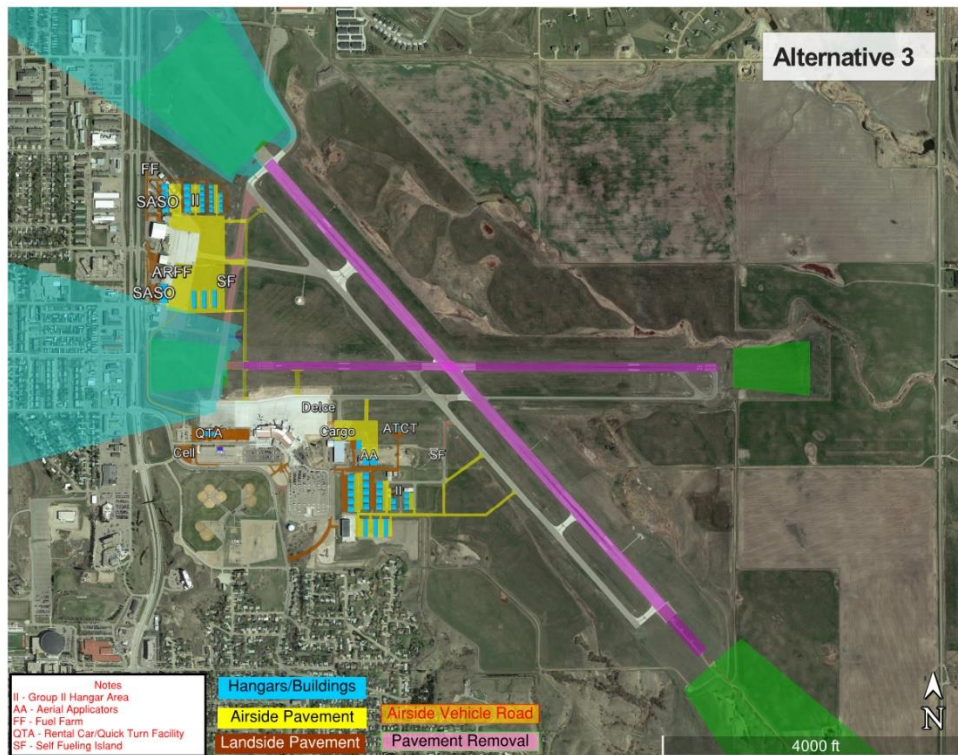 Alternative 3
FF
SASO
II
ARFF
SF
SASO
Deice
QTA
Cargo
ATCT
Cell
AA
SF
II
Notes
II - Group II Hangar Area
AA - Aerial Applicators
FF - Fuel Farm
QTA - Rental Car/Quick Turn Facility
SF - Self Fueling Island
Hangars/Buildings
Airside Pavement
Airside Vehicle Road
Landside Pavement
Pavement Removal
4000 ft
N